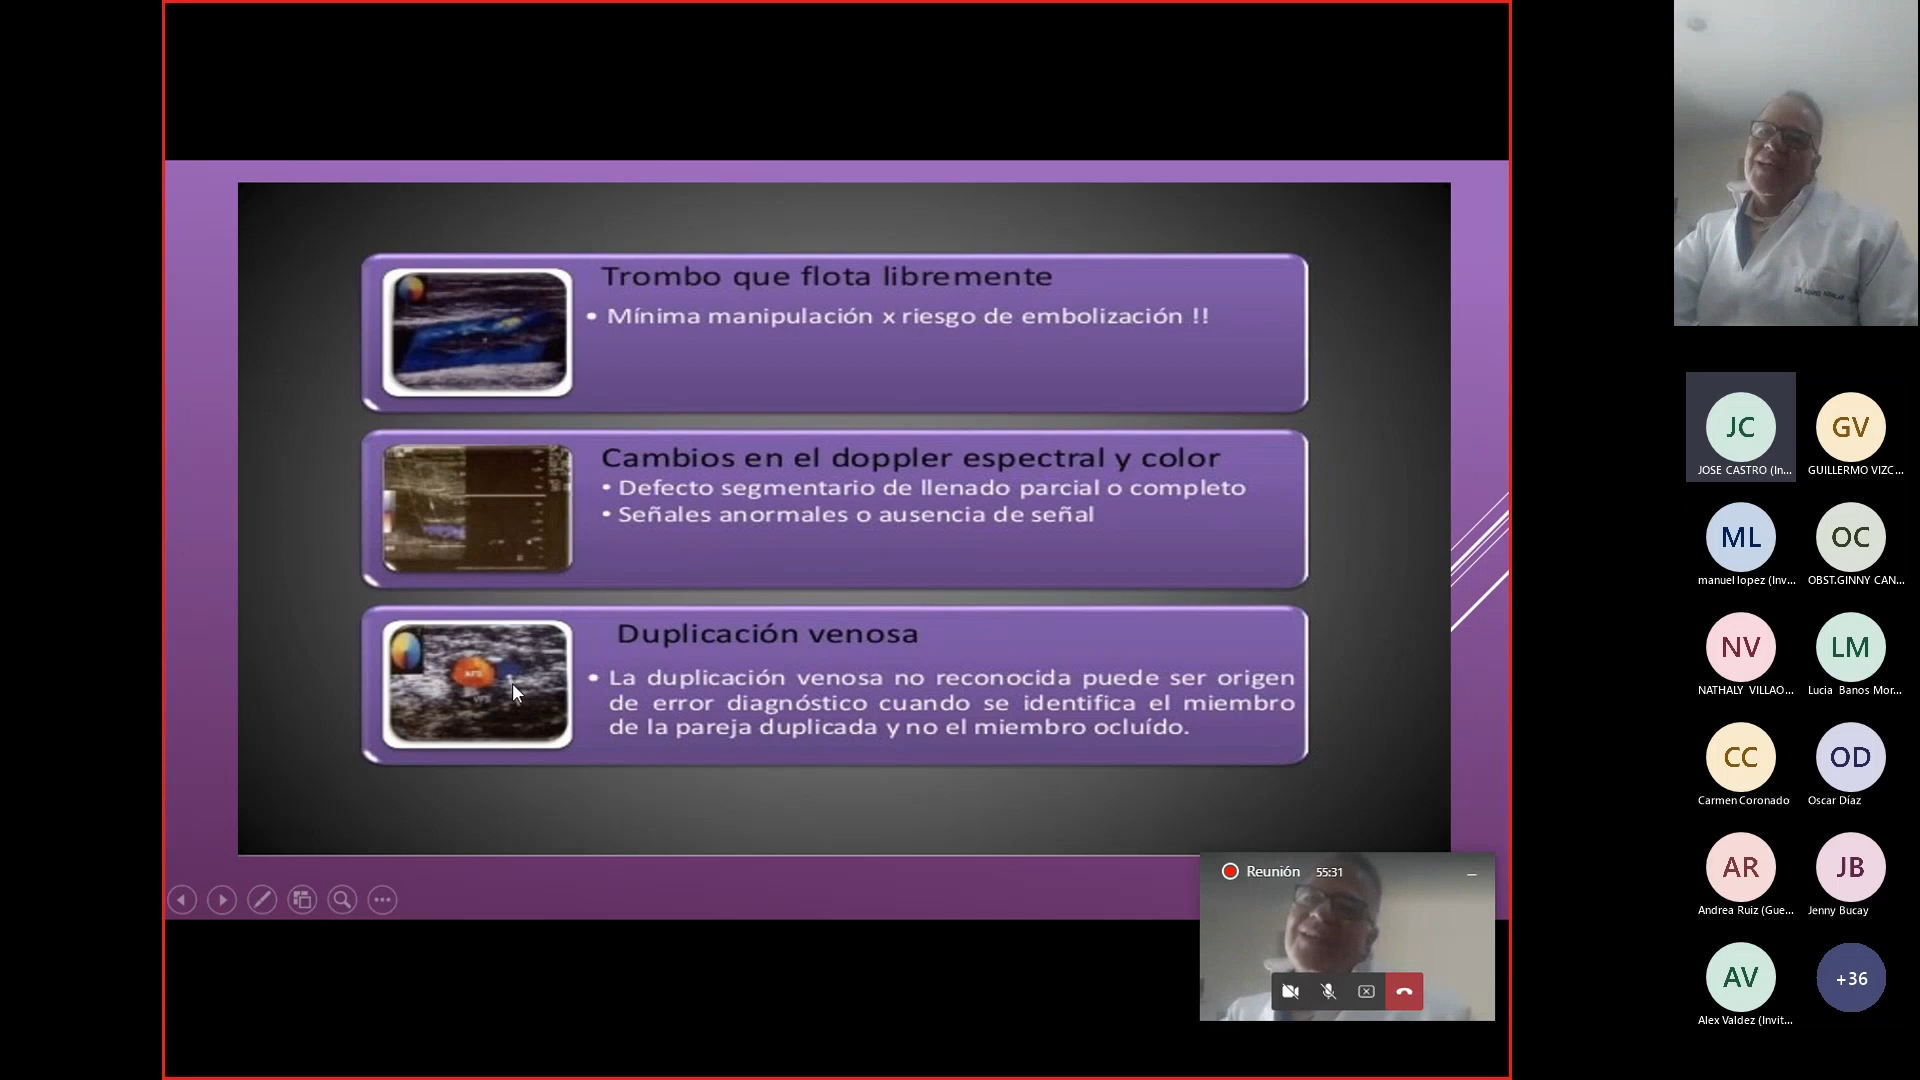 Trombo que flota libremente
• Mínima manipulación x riesgo de embolización !!
Cambios en el doppler espectral y color
• Defecto segmentario de llenado parcial o completo
• Señales anormales o ausencia de señal
AFS
Duplicación venosa
• La duplicación venosa no reconocida puede ser origen
de error diagnóstico cuando se identifica el miembro
de la pareja duplicada y no el miembro ocluído.
Reunión 55:31
JC
JOSE CASTRO (In...
GV
GUILLERMO VIZC...
ML
manuel lopez (Inv...
OC
OBST.GINNY CAN...
NV
NATHALY VILLAO...
LM
Lucia Banos Mor...
CC
Carmen Coronado
OD
Oscar Díaz
AR
Andrea Ruiz (Gue...
JB
Jenny Bucay
AV
Alex Valdez (Invit...
+36